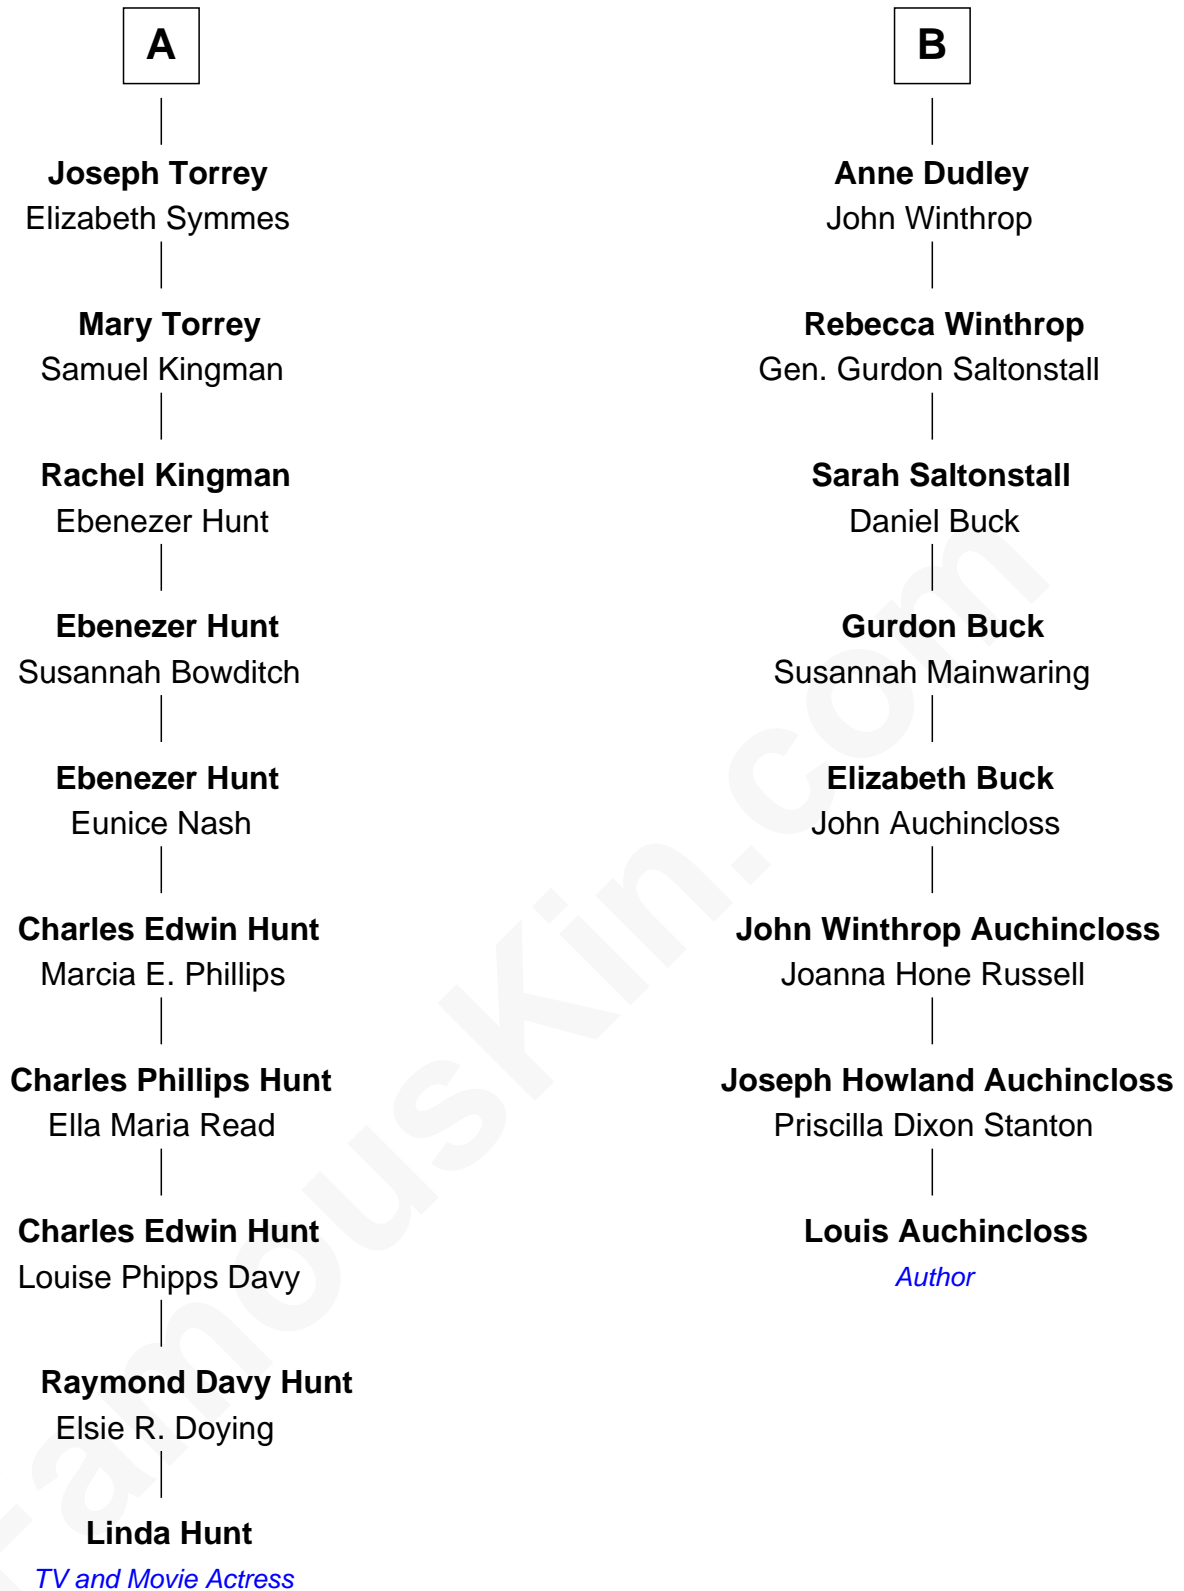 A
Joseph Torrey
Elizabeth Symmes
Mary Torrey
Samuel Kingman
Rachel Kingman
Ebenezer Hunt
Ebenezer Hunt
Susannah Bowditch
Ebenezer Hunt
Eunice Nash
Charles Edwin Hunt
Marcia E. Phillips
Charles Phillips Hunt
Ella Maria Read
Charles Edwin Hunt
Louise Phipps Davy
Raymond Davy Hunt
Elsie R. Doying
Linda Hunt
TV and Movie Actress
B
Anne Dudley
John Winthrop
Rebecca Winthrop
Gen. Gurdon Saltonstall
Sarah Saltonstall
Daniel Buck
Gurdon Buck
Susannah Mainwaring
Elizabeth Buck
John Auchincloss
John Winthrop Auchincloss
Joanna Hone Russell
Joseph Howland Auchincloss
Priscilla Dixon Stanton
Louis Auchincloss
Author
FamousKin.com